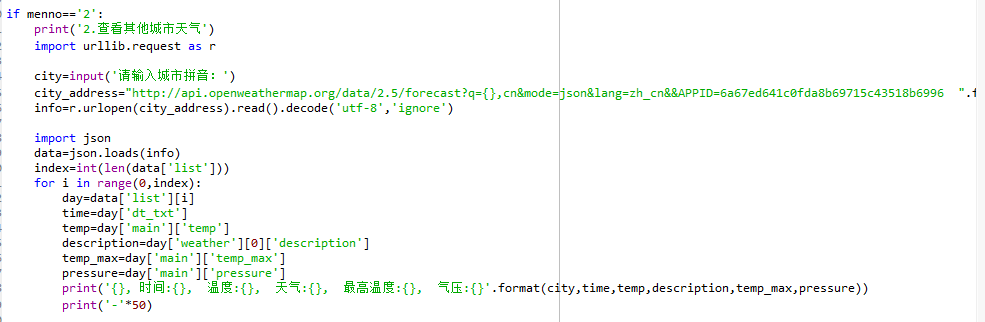 if menno=='2':
    print('2.查看其他城市天气')
    import urllib.request as r
    city=input('请输入城市拼音: ')
    city_address="http://api.openweathermap.org/data/2.5/forecast?q={},cn&mode=json&lang=zh_cn&&APPID=6a67ed641c0fda8b69715c43518b6996  ".f
    info=r.urlopen(city_address).read().decode('utf-8','ignore')
    import json
    data=json.loads(info)
    index=int(len(data['list']))
    for i in range(0,index):
        day=data['list'][i]
        time=day['dt_txt']
        temp=day['main']['temp']
        description=day['weather'][0]['description']
        temp_max=day['main']['temp_max']
        pressure=day['main']['pressure']
        print('{}, 时间:{},  温度:{},  天气:{},  最高温度:{},  气压:{}'.format(city,time,temp,description,temp_max,pressure))
        print('-'*50)